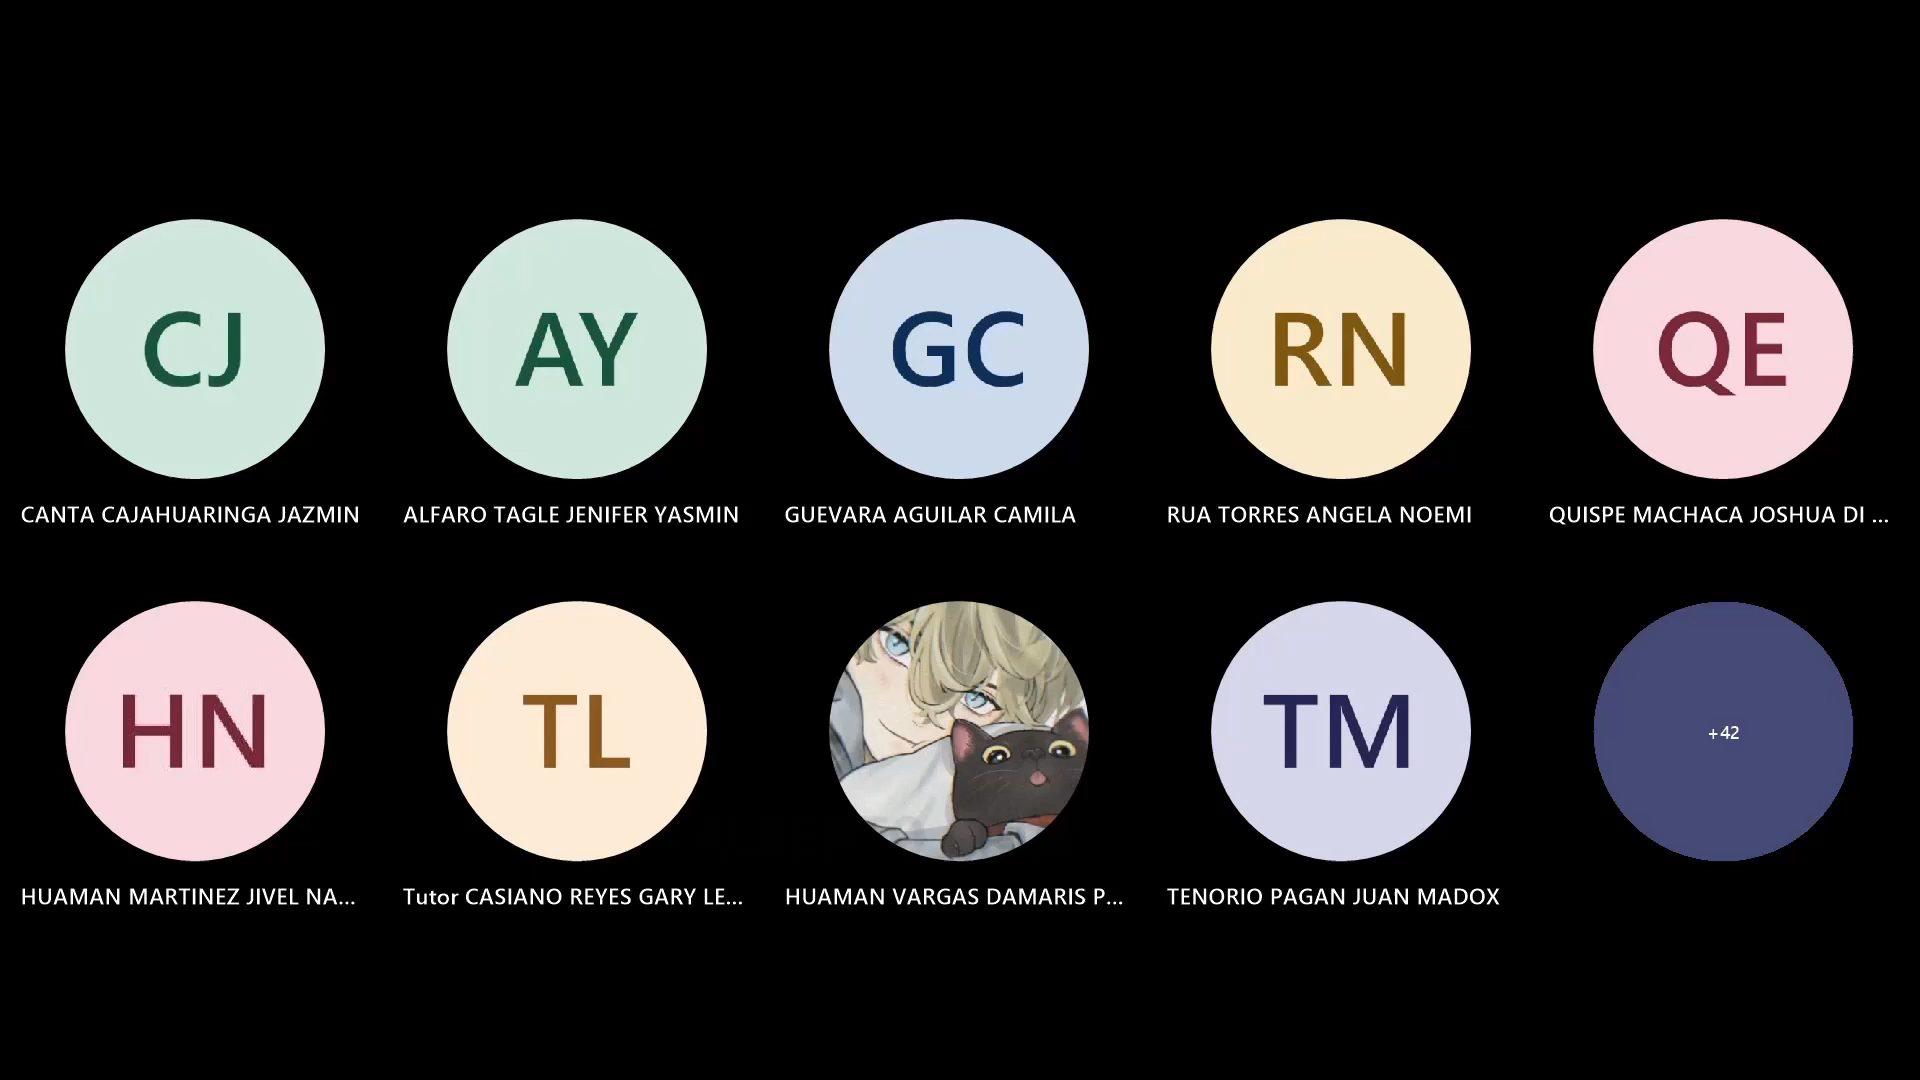 CJ
AY
GC
RN
QE
CANTA CAJAHUARINGA JAZMIN
ALFARO TAGLE JENIFER YASMIN
GUEVARA AGUILAR CAMILA
RUA TORRES ANGELA NOEMI
QUISPE MACHACA JOSHUA DI ...
HN
TL
TM
+42
HUAMAN MARTINEZ JIVEL NA...
Tutor CASIANO REYES GARY LE...
HUAMAN VARGAS DAMARIS P...
TENORIO PAGAN JUAN MADOX